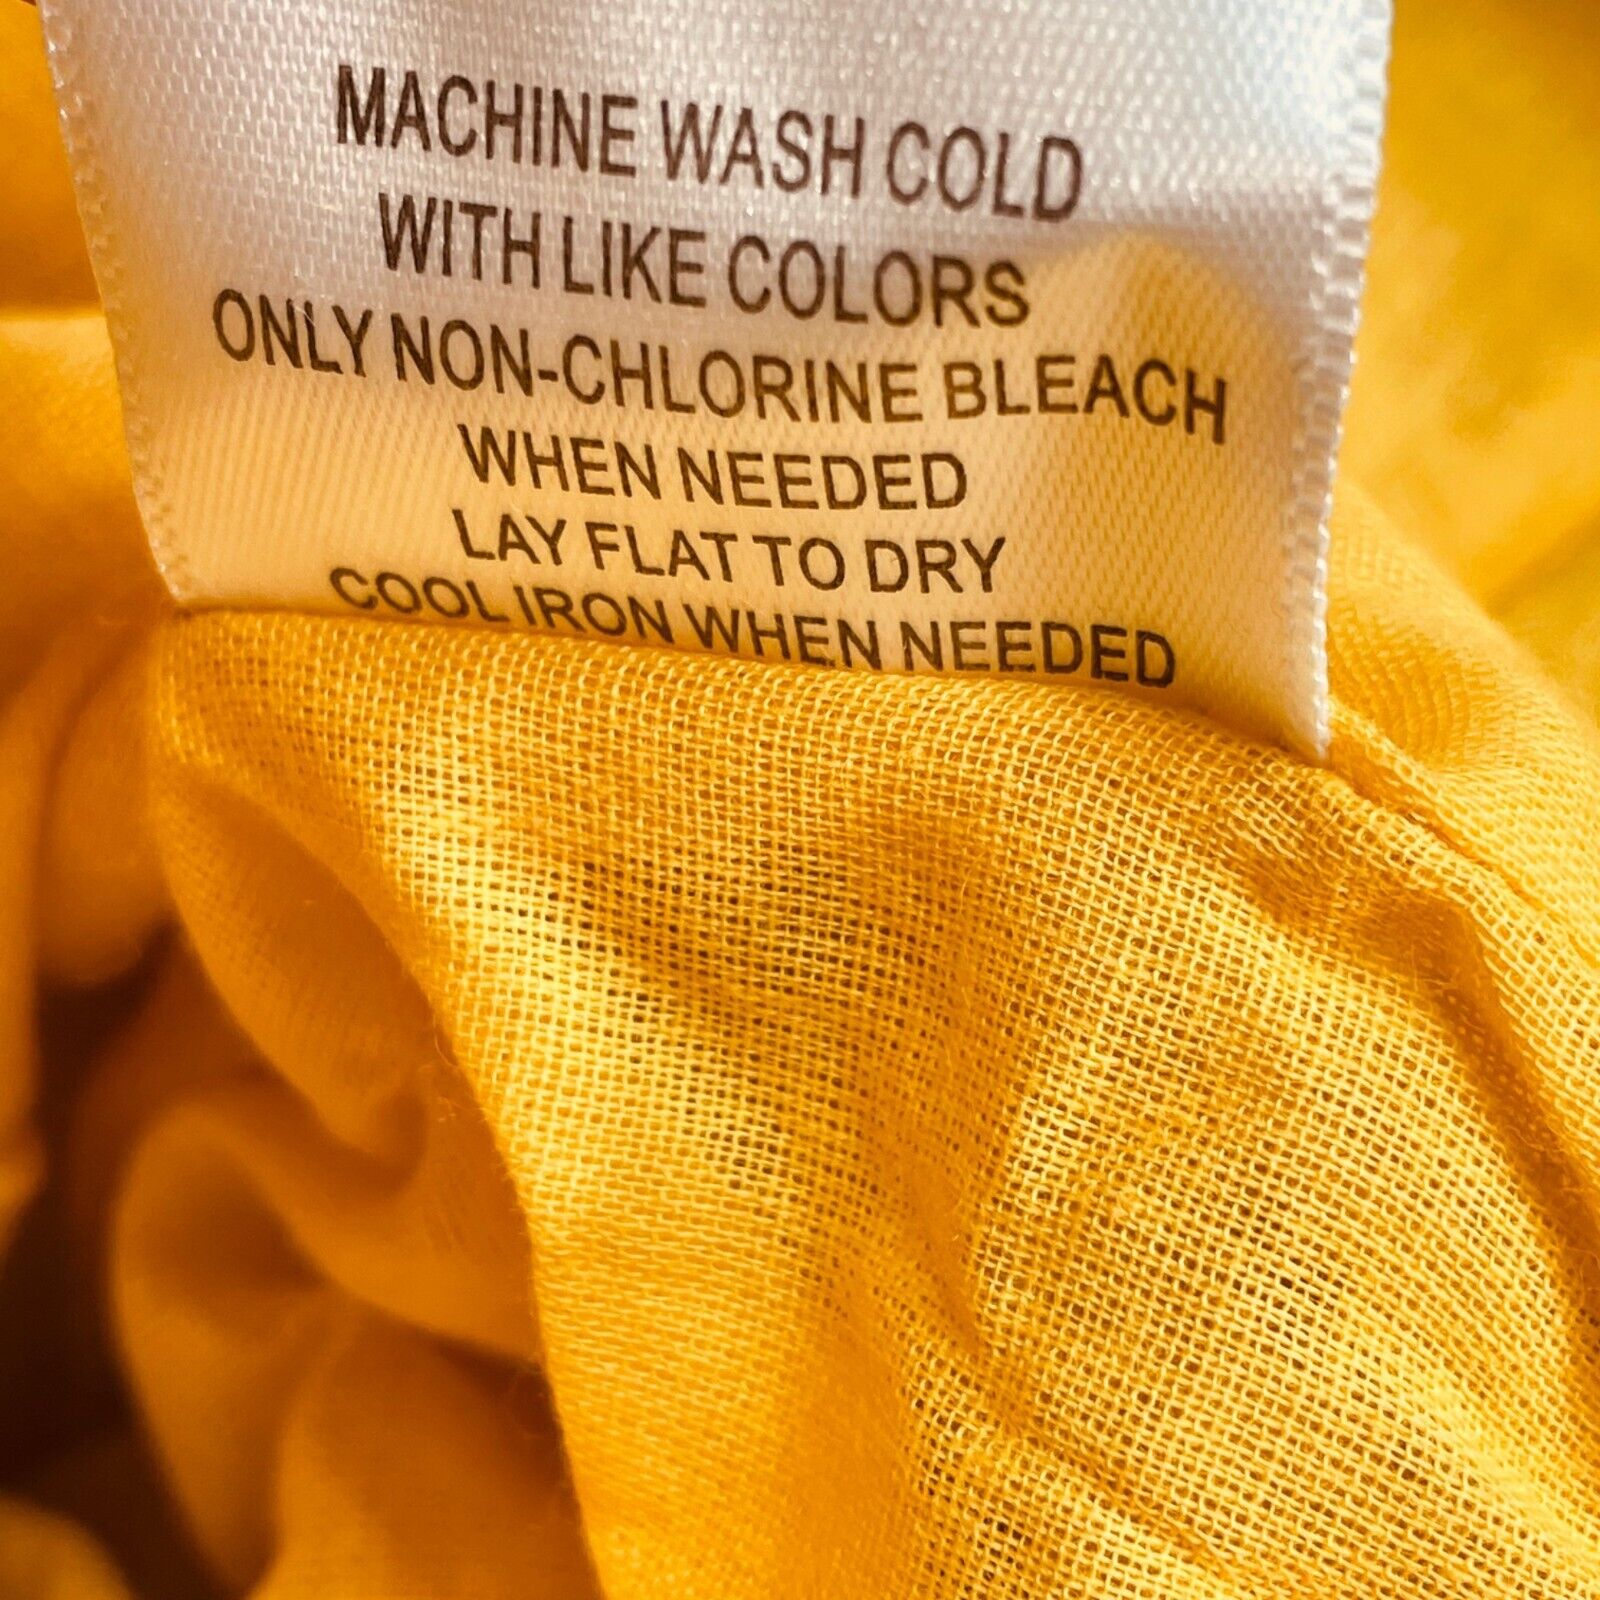 MACHINE WASH COLD
WITH LIKE COLORS
ONLY NON-CHLORINE BLEACH
WHEN NEEDED
LAY FLAT TO DRY
COOL IRON WHEN NEEDED